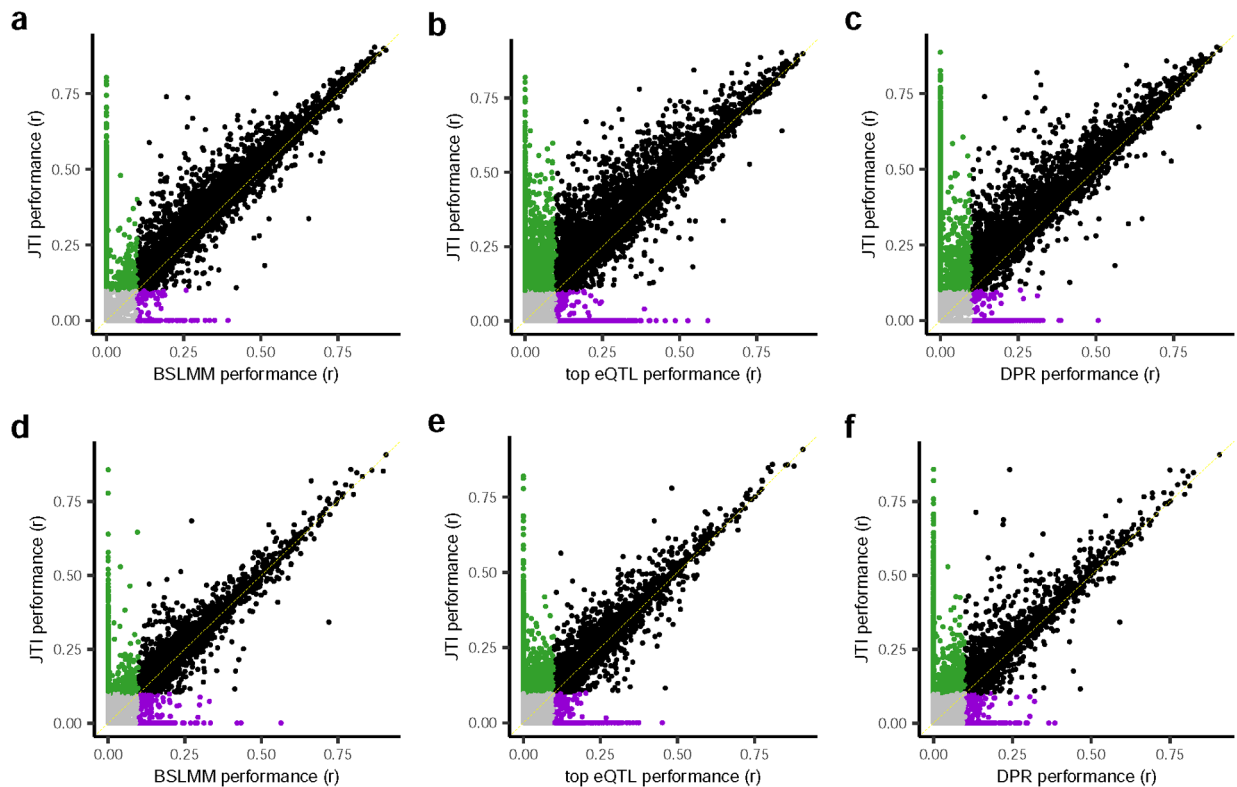 a
JTI performance (r)
0.75
0.50
0.25
0.00
0.00 0.25 0.50 0.75
BSLMM performance (r)
b
JTI performance (r)
0.75
0.50
0.25
0.00
0.00 0.25 0.50 0.75
top eQTL performance (r)
c
JTI performance (r)
0.75
0.50
0.25
0.00
0.00 0.25 0.50 0.75
DPR performance (r)
d
JTI performance (r)
0.75
0.50
0.25
0.00
0.00 0.25 0.50 0.75
BSLMM performance (r)
e
JTI performance (r)
0.75
0.50
0.25
0.00
0.00 0.25 0.50 0.75
top eQTL performance (r)
f
JTI performance (r)
0.75
0.50
0.25
0.00
0.00 0.25 0.50 0.75
DPR performance (r)